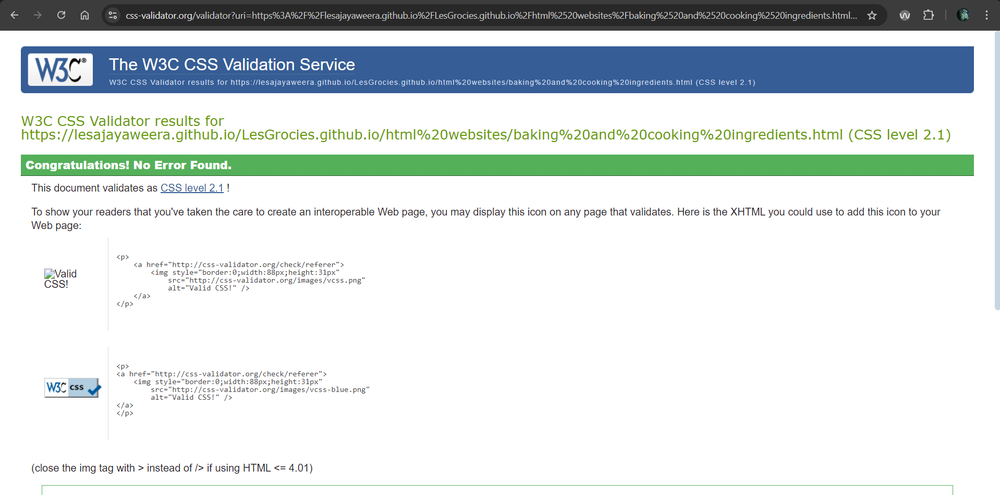 css-validator.org/validator?uri=https%3A%2F%2Flesajayaweera.github.io%2FLesGrocies.github.io%2Fhtml%2520websites%2Fbaking%2520and%2520cooking%2520ingredients.html...
W3C®
The W3C CSS Validation Service
W3C CSS Validator results for https://lesajayaweera.github.io/LesGrocies.github.io/html%20websites/baking%20and%20cooking%20ingredients.html (CSS level 2.1)
W3C CSS Validator results for
https://lesajayaweera.github.io/LesGrocies.github.io/html%20websites/baking%20and%20cooking%20ingredients.html (CSS level 2.1)
Congratulations! No Error Found.
This document validates as CSS level 2.1 !
To show your readers that you've taken the care to create an interoperable Web page, you may display this icon on any page that validates. Here is the XHTML you could use to add this icon to your
Web page:
Valid
CSS!
<p>
    <a href="http://css-validator.org/check/referer">
        <img style="border:0;width:88px;height:31px"
            src="http://css-validator.org/images/vcss.png"
            alt="Valid CSS!" />
    </a>
</p>
W3C css
<p>
<a href="http://css-validator.org/check/referer">
    <img style="border:0;width:88px;height:31px"
        src="http://css-validator.org/images/vcss-blue.png"
        alt="Valid CSS!" />
</a>
</p>
(close the img tag with > instead of /> if using HTML <= 4.01)